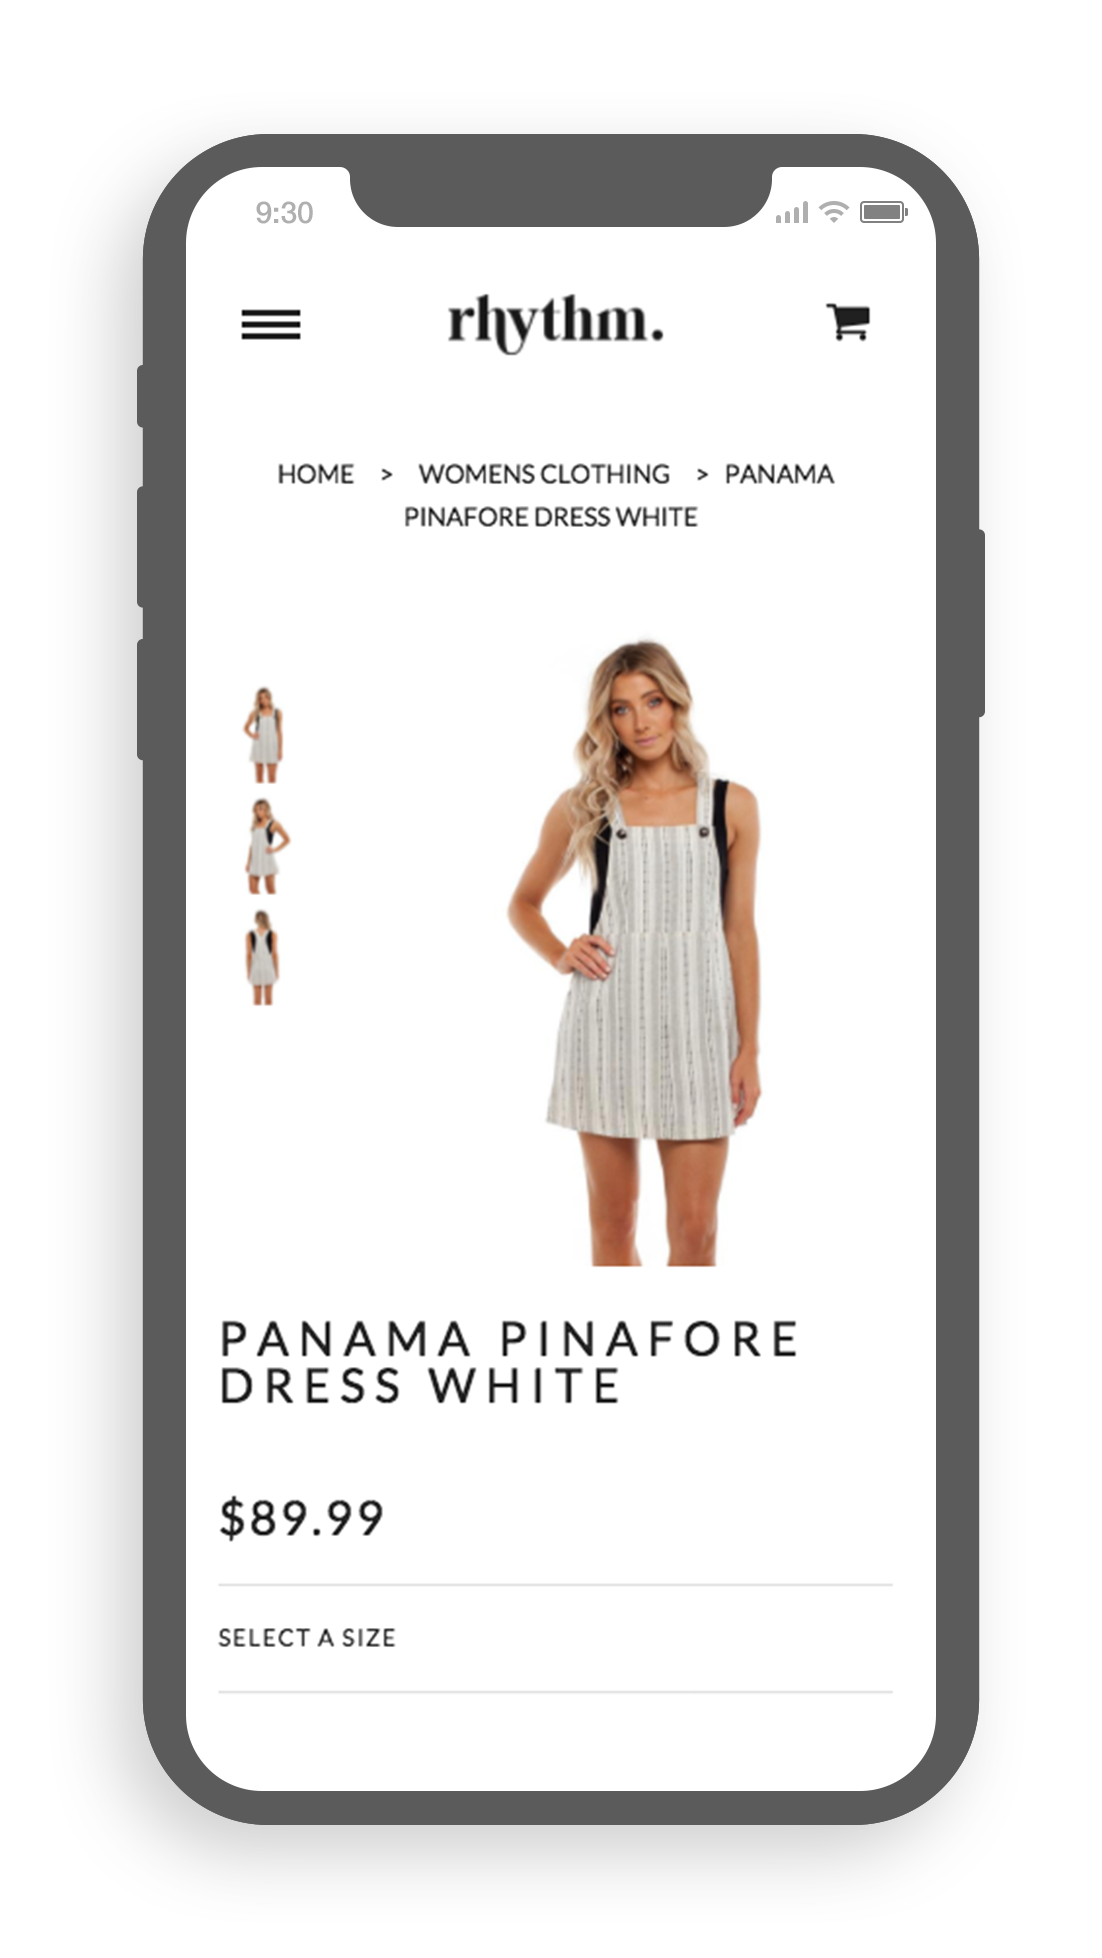 9:30
rhythm.
HOME > WOMENS CLOTHING > PANAMA
PINAFORE DRESS WHITE
PANAMA PINAFORE
DRESS WHITE
$89.99
SELECT A SIZE